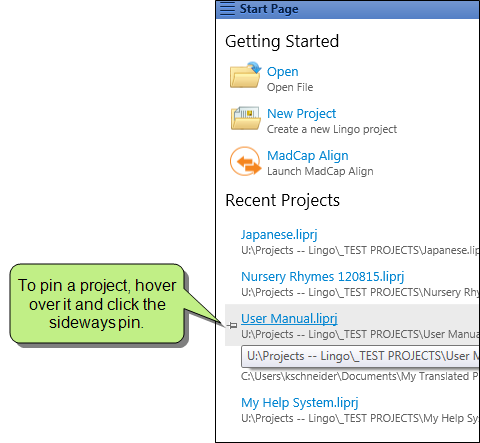 Start Page
Getting Started
Open
Open File
New Project
Create a new Lingo project
MadCap Align
Launch MadCap Align
Recent Projects
Japanese.liprj
U:\Projects -- Lingo\_TEST PROJECTS\Japanese.lip
Nursery Rhymes 120815.liprj
U:\Projects -- Lingo\_TEST PROJECTS\Nursery Rhy
To pin a project, hover
over it and click the
sideways pin.
User Manual.liprj
U:\Projects -- Lingo\_TEST PROJECTS\User Manua
U:\Projects -- Lingo\_TEST PROJECTS\User M
C:\Users\kschneider\Documents\My Translated P
My Help System.liprj
U:\Projects -- Lingo\_TEST PROJECTS\My Help Sys